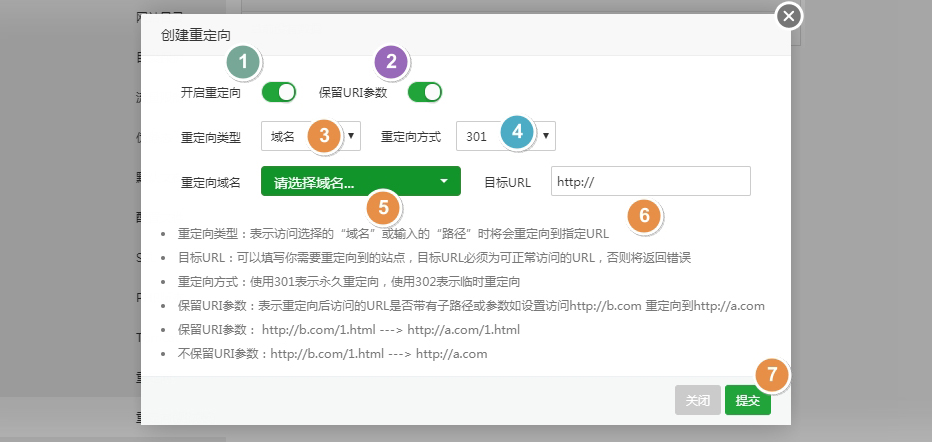 创建重定向
1 2
开启重定向 保留URI参数
重定向类型 域名 3 重定向方式 301 4
重定向域名 请选择域名... 目标URL http://
5 6
重定向类型：表示访问选择的“域名”或输入的“路径”时将会重定向到指定URL
目标URL：可以填写你需要重定向到的站点，目标URL必须为可正常访问的URL，否则将返回错误
重定向方式：使用301表示永久重定向，使用302表示临时重定向
保留URI参数：表示重定向后访问的URL是否带有子路径或参数如设置访问http://b.com 重定向到http://a.com
保留URI参数： http://b.com/1.html ---> http://a.com/1.html
不保留URI参数：http://b.com/1.html ---> http://a.com
7
关闭 提交